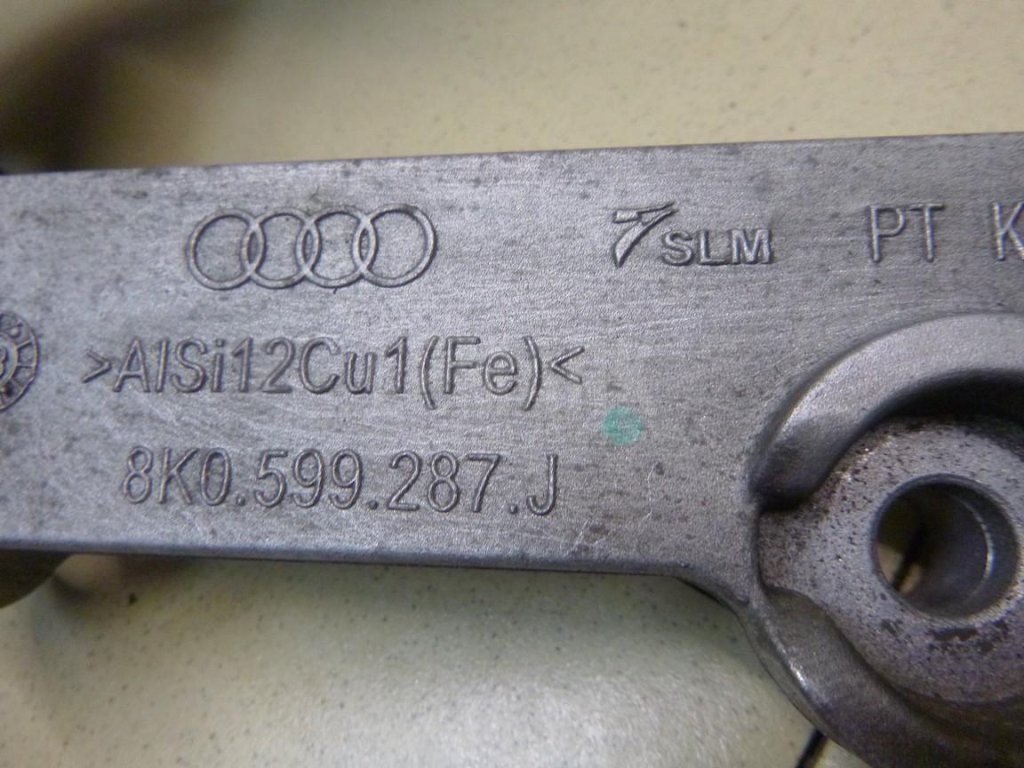 SLM PT K
>AlSi12Cu1(Fe)<
8K0.599.287.J